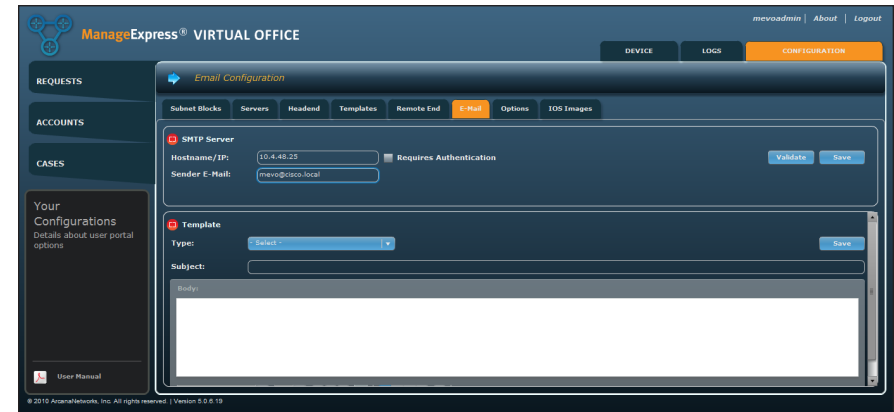 mevoadmin | About | Logout
ManageExpress® VIRTUAL OFFICE
DEVICE LOGS CONFIGURATION
REQUESTS
ACCOUNTS
CASES
Email Configuration
Subnet Blocks Servers Headend Templates Remote End E-Mail Options IOS Images
SMTP Server
Hostname/IP: 10.4.48.25 Requires Authentication Validate Save
Sender E-Mail: mevo@cisco.local
Your
Configurations
Details about user portal
options
Template
Type: - Select - Save
Subject:
Body:
User Manual
© 2010 ArcanaNetworks, Inc. All rights reserved. | Version 5.0.6.19